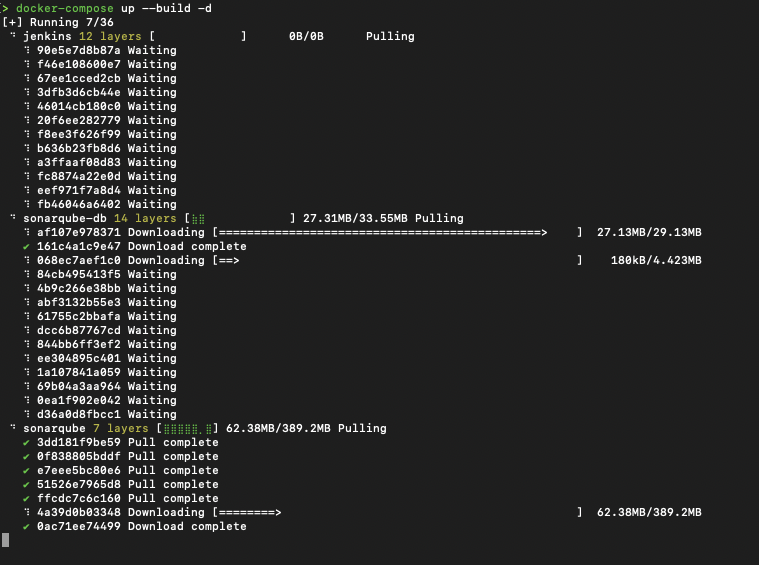 > docker-compose up --build -d
[+] Running 7/36
⠹ jenkins 12 layers [            ]      0B/0B      Pulling
⠹ 90e5e7d8b87a Waiting
⠹ f46e108600e7 Waiting
⠹ 67ee1cced2cb Waiting
⠹ 3dfb3d6cb44e Waiting
⠹ 46014cb180c0 Waiting
⠹ 20f6ee282779 Waiting
⠹ f8ee3f626f99 Waiting
⠹ b636b23fb8d6 Waiting
⠹ a3ffaaf08d83 Waiting
⠹ fc8874a22e0d Waiting
⠹ eef971f7a8d4 Waiting
⠹ fb46046a6402 Waiting
⠹ sonarqube-db 14 layers [⣷⣿            ] 27.31MB/33.55MB Pulling
⠹ af107e978371 Downloading [==============================================>    ]  27.13MB/29.13MB
✔ 161c4a1c9e47 Download complete
⠹ 068ec7aef1c0 Downloading [==>                                                ]    180kB/4.423MB
⠹ 84cb495413f5 Waiting
⠹ 4b9c266e38bb Waiting
⠹ abf3132b55e3 Waiting
⠹ 61755c2bbafa Waiting
⠹ dcc6b87767cd Waiting
⠹ 844bb6ff3ef2 Waiting
⠹ ee304895c401 Waiting
⠹ 1a107841a059 Waiting
⠹ 69b04a3aa964 Waiting
⠹ 0ea1f902e042 Waiting
⠹ d36a0d8fbcc1 Waiting
⠹ sonarqube 7 layers [⣿⣿⣿⣿⣿⡀⣿] 62.38MB/389.2MB Pulling
✔ 3dd181f9be59 Pull complete
✔ 0f838805bddf Pull complete
✔ e7eee5bc80e6 Pull complete
✔ 51526e7965d8 Pull complete
✔ ffcdc7c6c160 Pull complete
⠹ 4a39d0b03348 Downloading [========>                                          ]  62.38MB/389.2MB
✔ 0ac71ee74499 Download complete